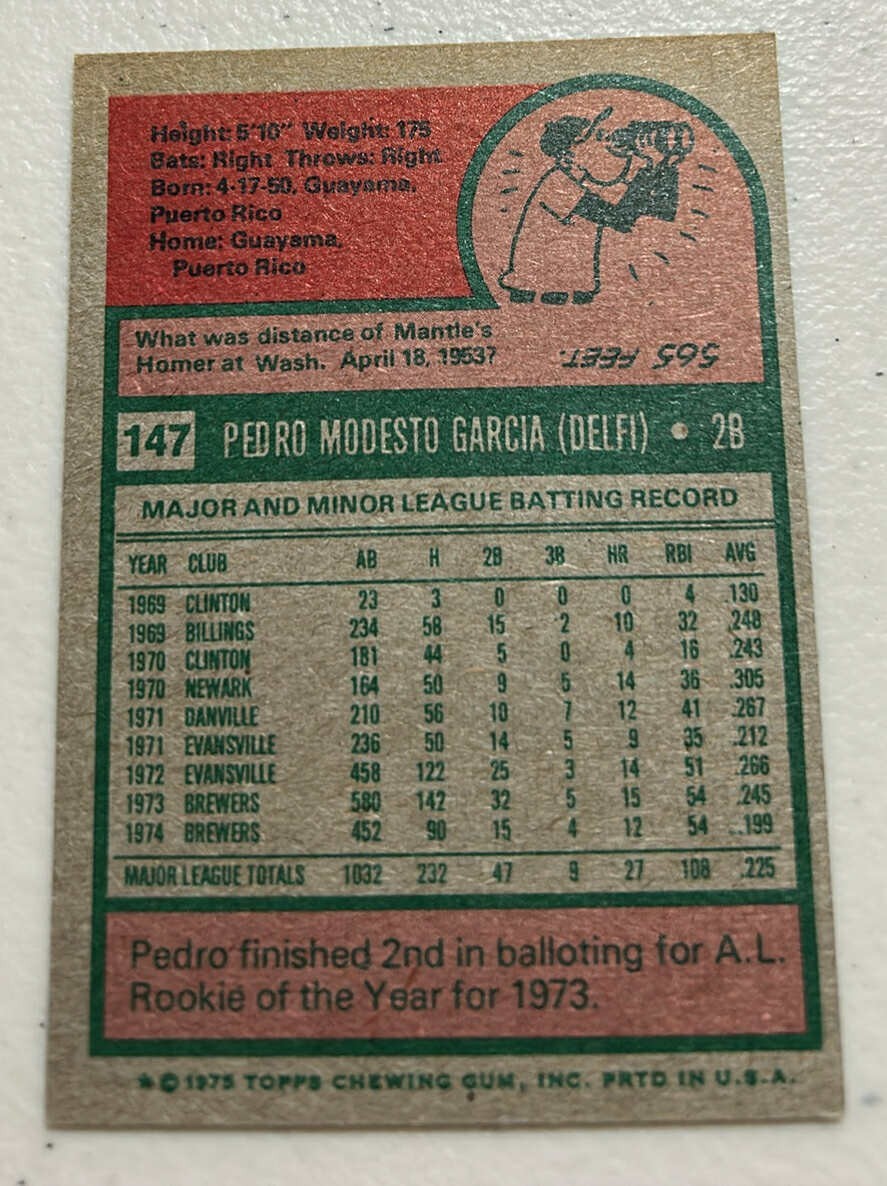 Height: 5'10" Weight: 175
Bats: Right Throws: Right
Born: 4-17-50, Guayama,
Puerto Rico
Home: Guayama,
Puerto Rico
What was distance of Mantle's
Homer at Wash. April 18, 1953?
565 FEET.
147 PEDRO MODESTO GARCIA (DELFI) • 2B
MAJOR AND MINOR LEAGUE BATTING RECORD
YEAR CLUB AB H 2B 3B HR RBI AVG
1969 CLINTON 23 3 0 0 0 4 .130
1969 BILLINGS 234 58 15 2 10 32 .248
1970 CLINTON 181 44 5 0 4 16 .243
1970 NEWARK 164 50 9 5 14 36 .305
1971 DANVILLE 210 56 10 7 12 41 .267
1971 EVANSVILLE 236 50 14 5 9 35 .212
1972 EVANSVILLE 458 122 25 3 14 51 .266
1973 BREWERS 580 142 32 5 15 54 .245
1974 BREWERS 452 90 15 4 12 54 .199
MAJOR LEAGUE TOTALS 1032 232 47 9 27 108 .225
Pedro finished 2nd in balloting for A.L.
Rookie of the Year for 1973.
*© 1975 TOPPS CHEWING GUM, INC. PRTD IN U.S.A.